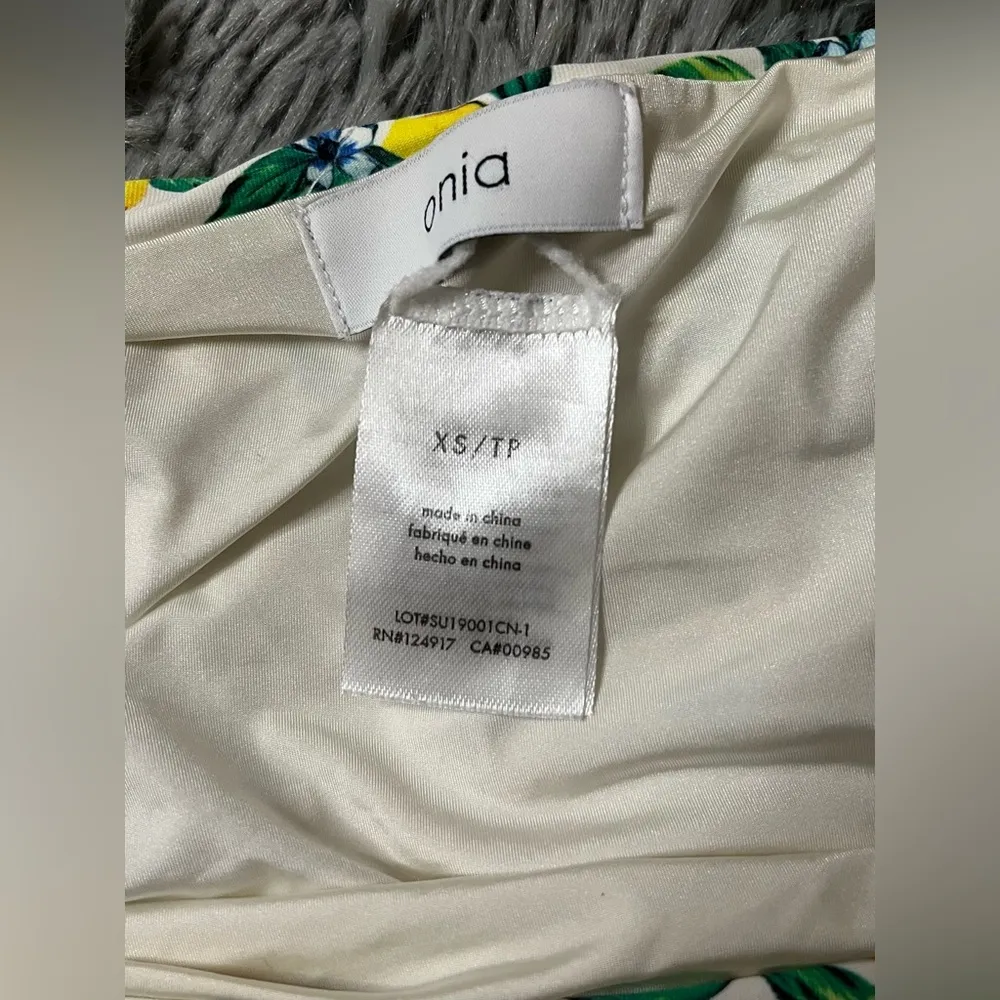 onia
XS/TP
made in china
fabriqué en chine
hecho en china
LOT#SU19001CN-1
RN#124917 CA#00985